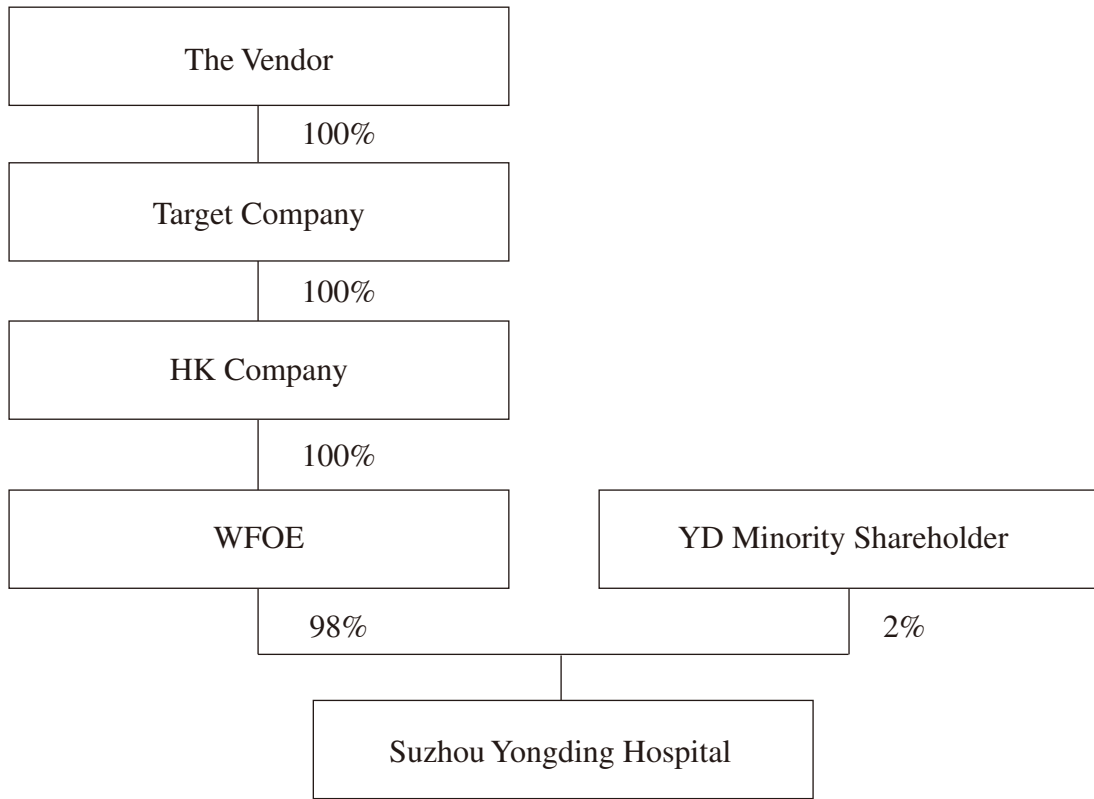 The Vendor
100%
Target Company
100%
HK Company
100%
WFOE
YD Minority Shareholder
98%
2%
Suzhou Yongding Hospital